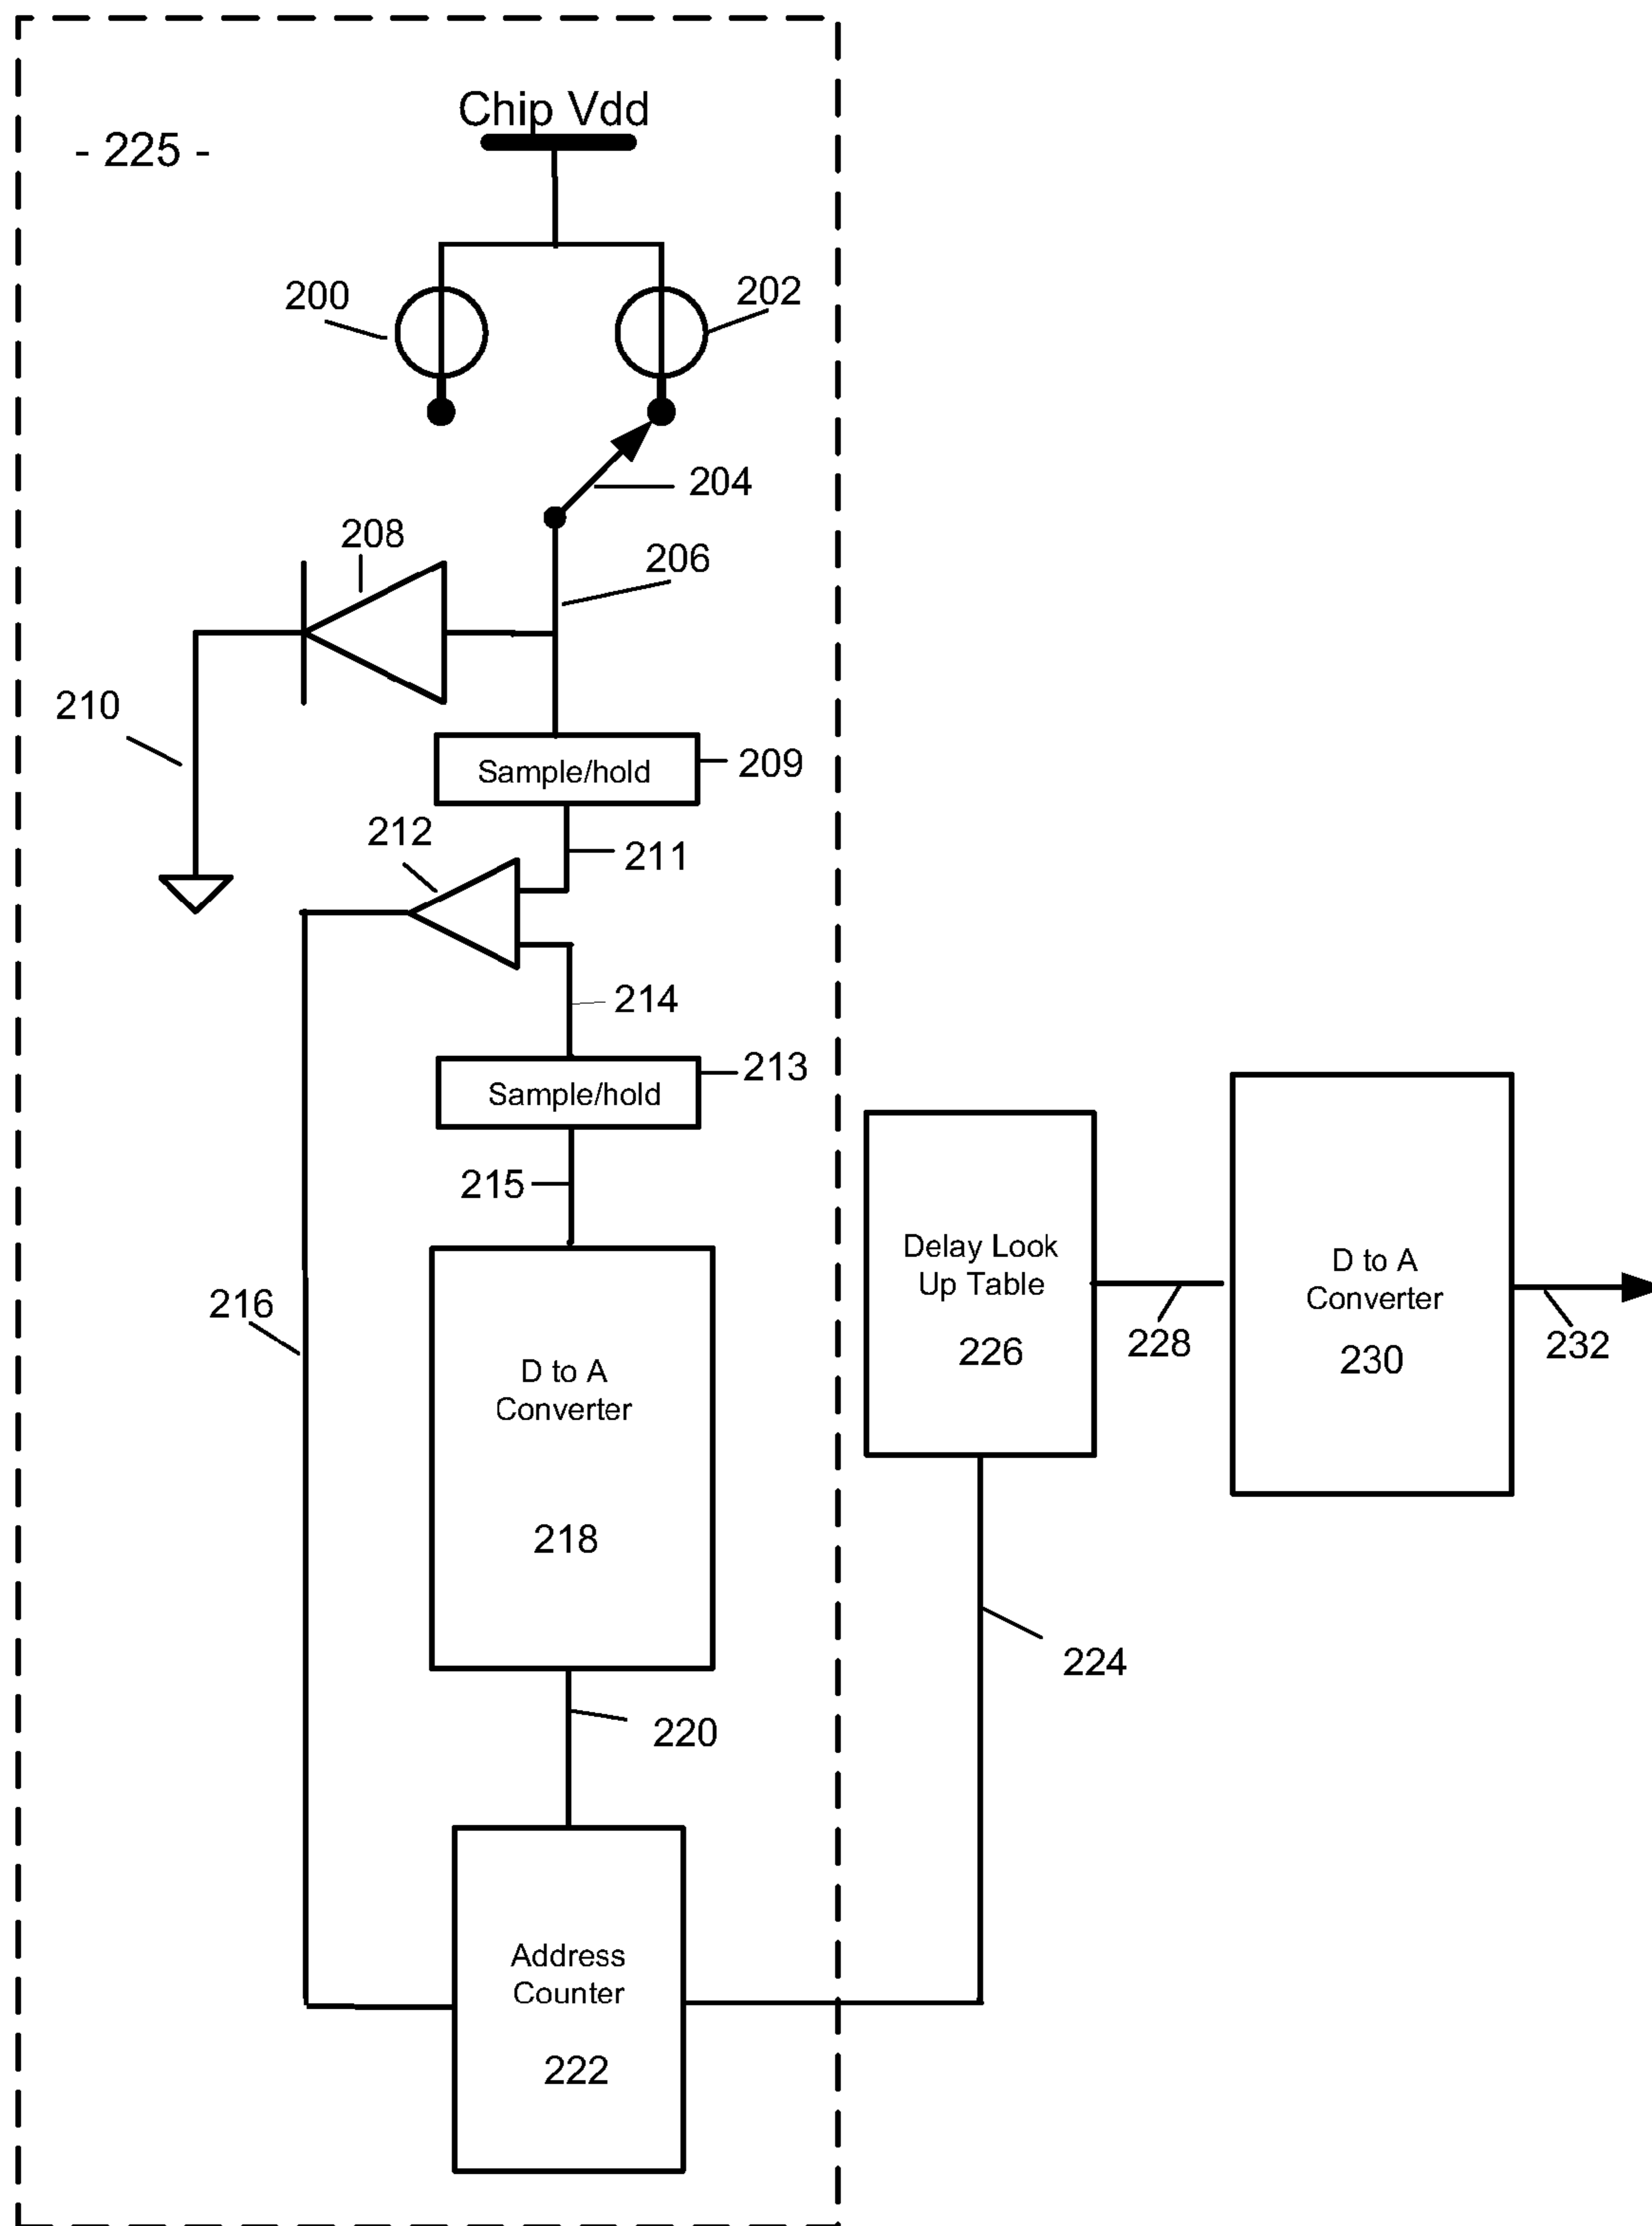 Chip Vdd
- 225 -
200
202
204
208
206
210
Sample/hold
209
212
211
214
Sample/hold
213
215
216
D to A
Converter
218
Delay Look
Up Table
226
228
D to A
Converter
230
232
224
220
Address
Counter
222